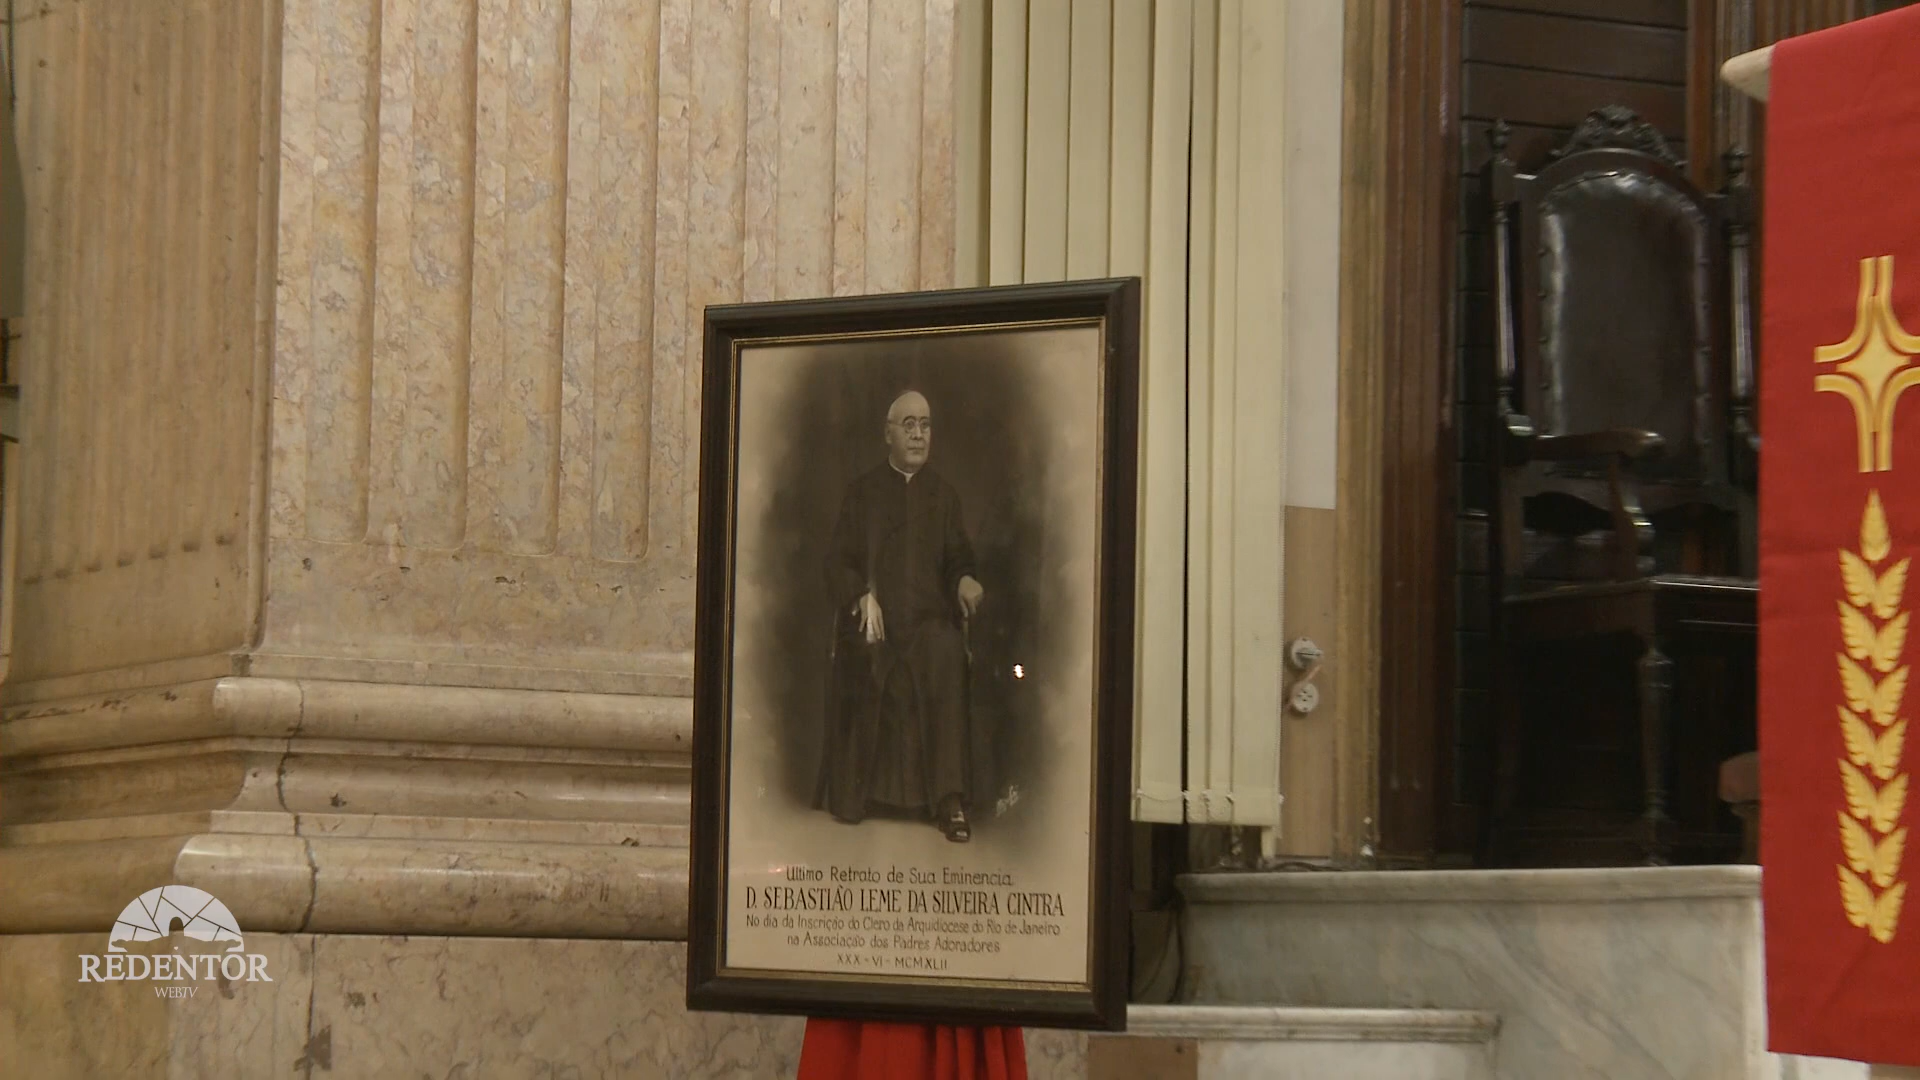 Ultimo Retrato de Sua Eminencia
D. SEBASTIÃO LEME DA SILVEIRA CINTRA
No dia da Inscrição do Clero da Arquidiocese do Rio de Janeiro
na Associação dos Padres Adoradores
XXX - VI - MCMXLII
REDENTOR
WEBTV